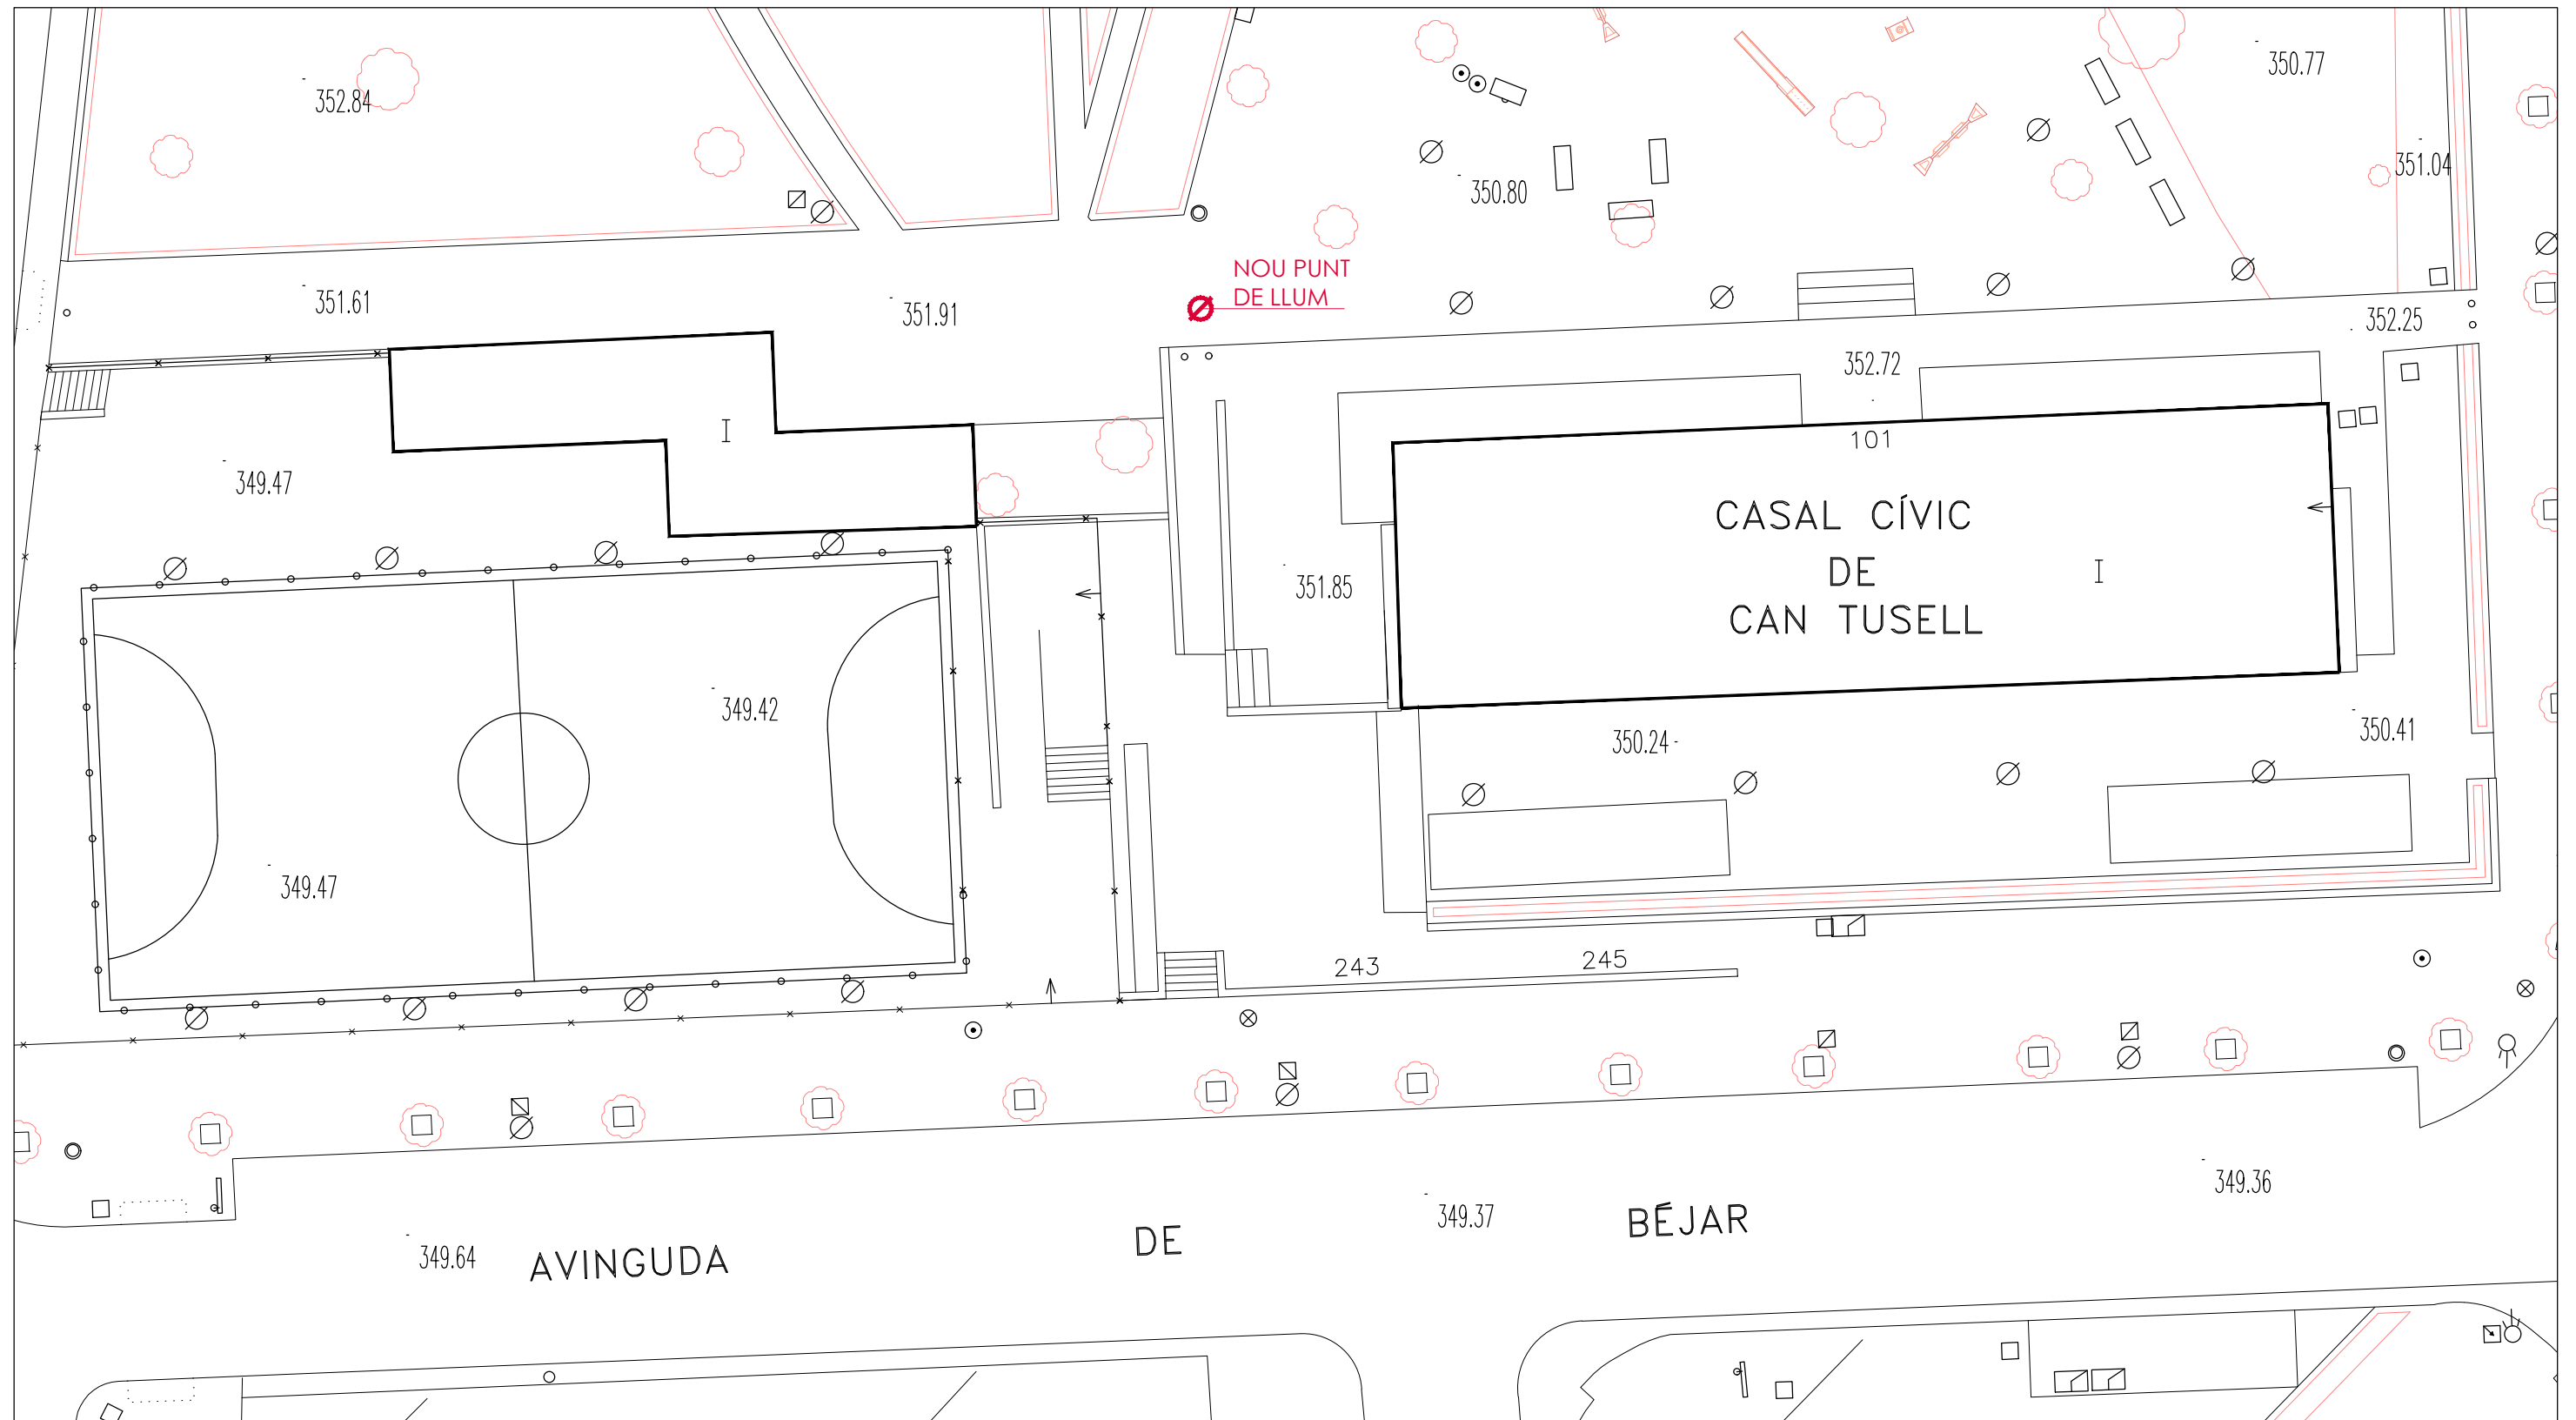 350.77
352.84
351.04
350.80
NOU PUNT
DE LLUM
351.61
351.91
352.25
352.72
I
101
349.47
CASAL CÍVIC
DE
CAN TUSELL
I
351.85
349.42
350.24
350.41
349.47
243
245
349.36
349.37
349.64
AVINGUDA DE BÉJAR